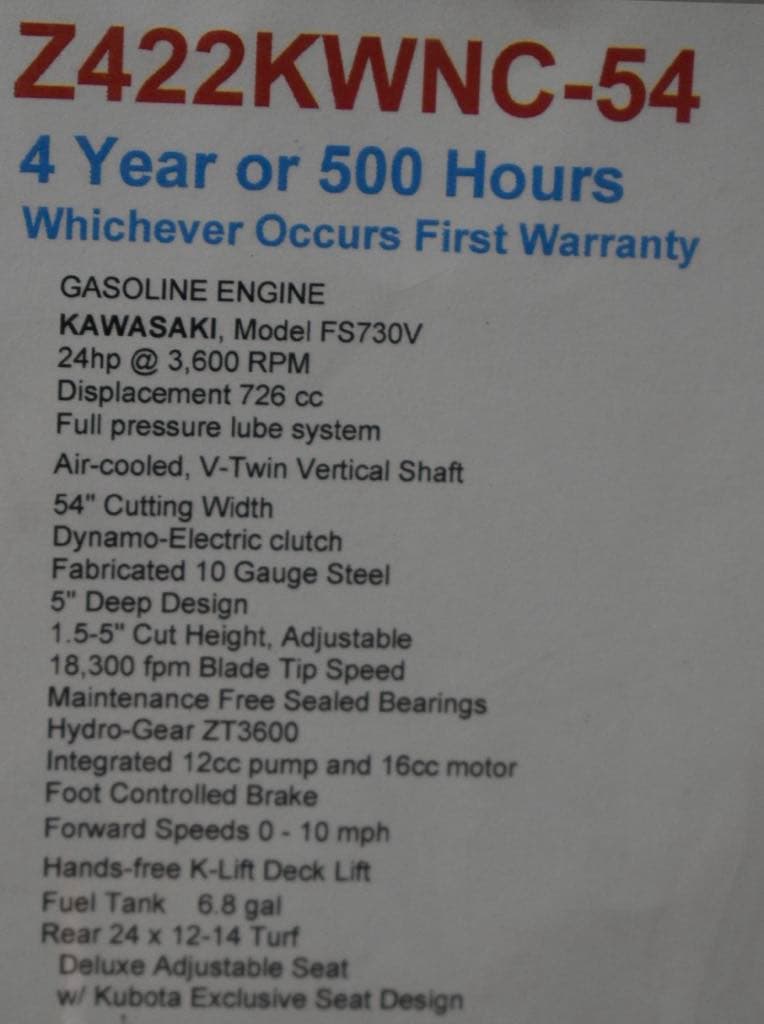 Z422KWNC-54
4 Year or 500 Hours
Whichever Occurs First Warranty
GASOLINE ENGINE
KAWASAKI, Model FS730V
24hp @ 3,600 RPM
Displacement 726 cc
Full pressure lube system
Air-cooled, V-Twin Vertical Shaft
54" Cutting Width
Dynamo-Electric clutch
Fabricated 10 Gauge Steel
5" Deep Design
1.5-5" Cut Height, Adjustable
18,300 fpm Blade Tip Speed
Maintenance Free Sealed Bearings
Hydro-Gear ZT3600
Integrated 12cc pump and 16cc motor
Foot Controlled Brake
Forward Speeds 0 - 10 mph
Hands-free K-Lift Deck Lift
Fuel Tank 6.8 gal
Rear 24 x 12-14 Turf
Deluxe Adjustable Seat
w/ Kubota Exclusive Seat Design